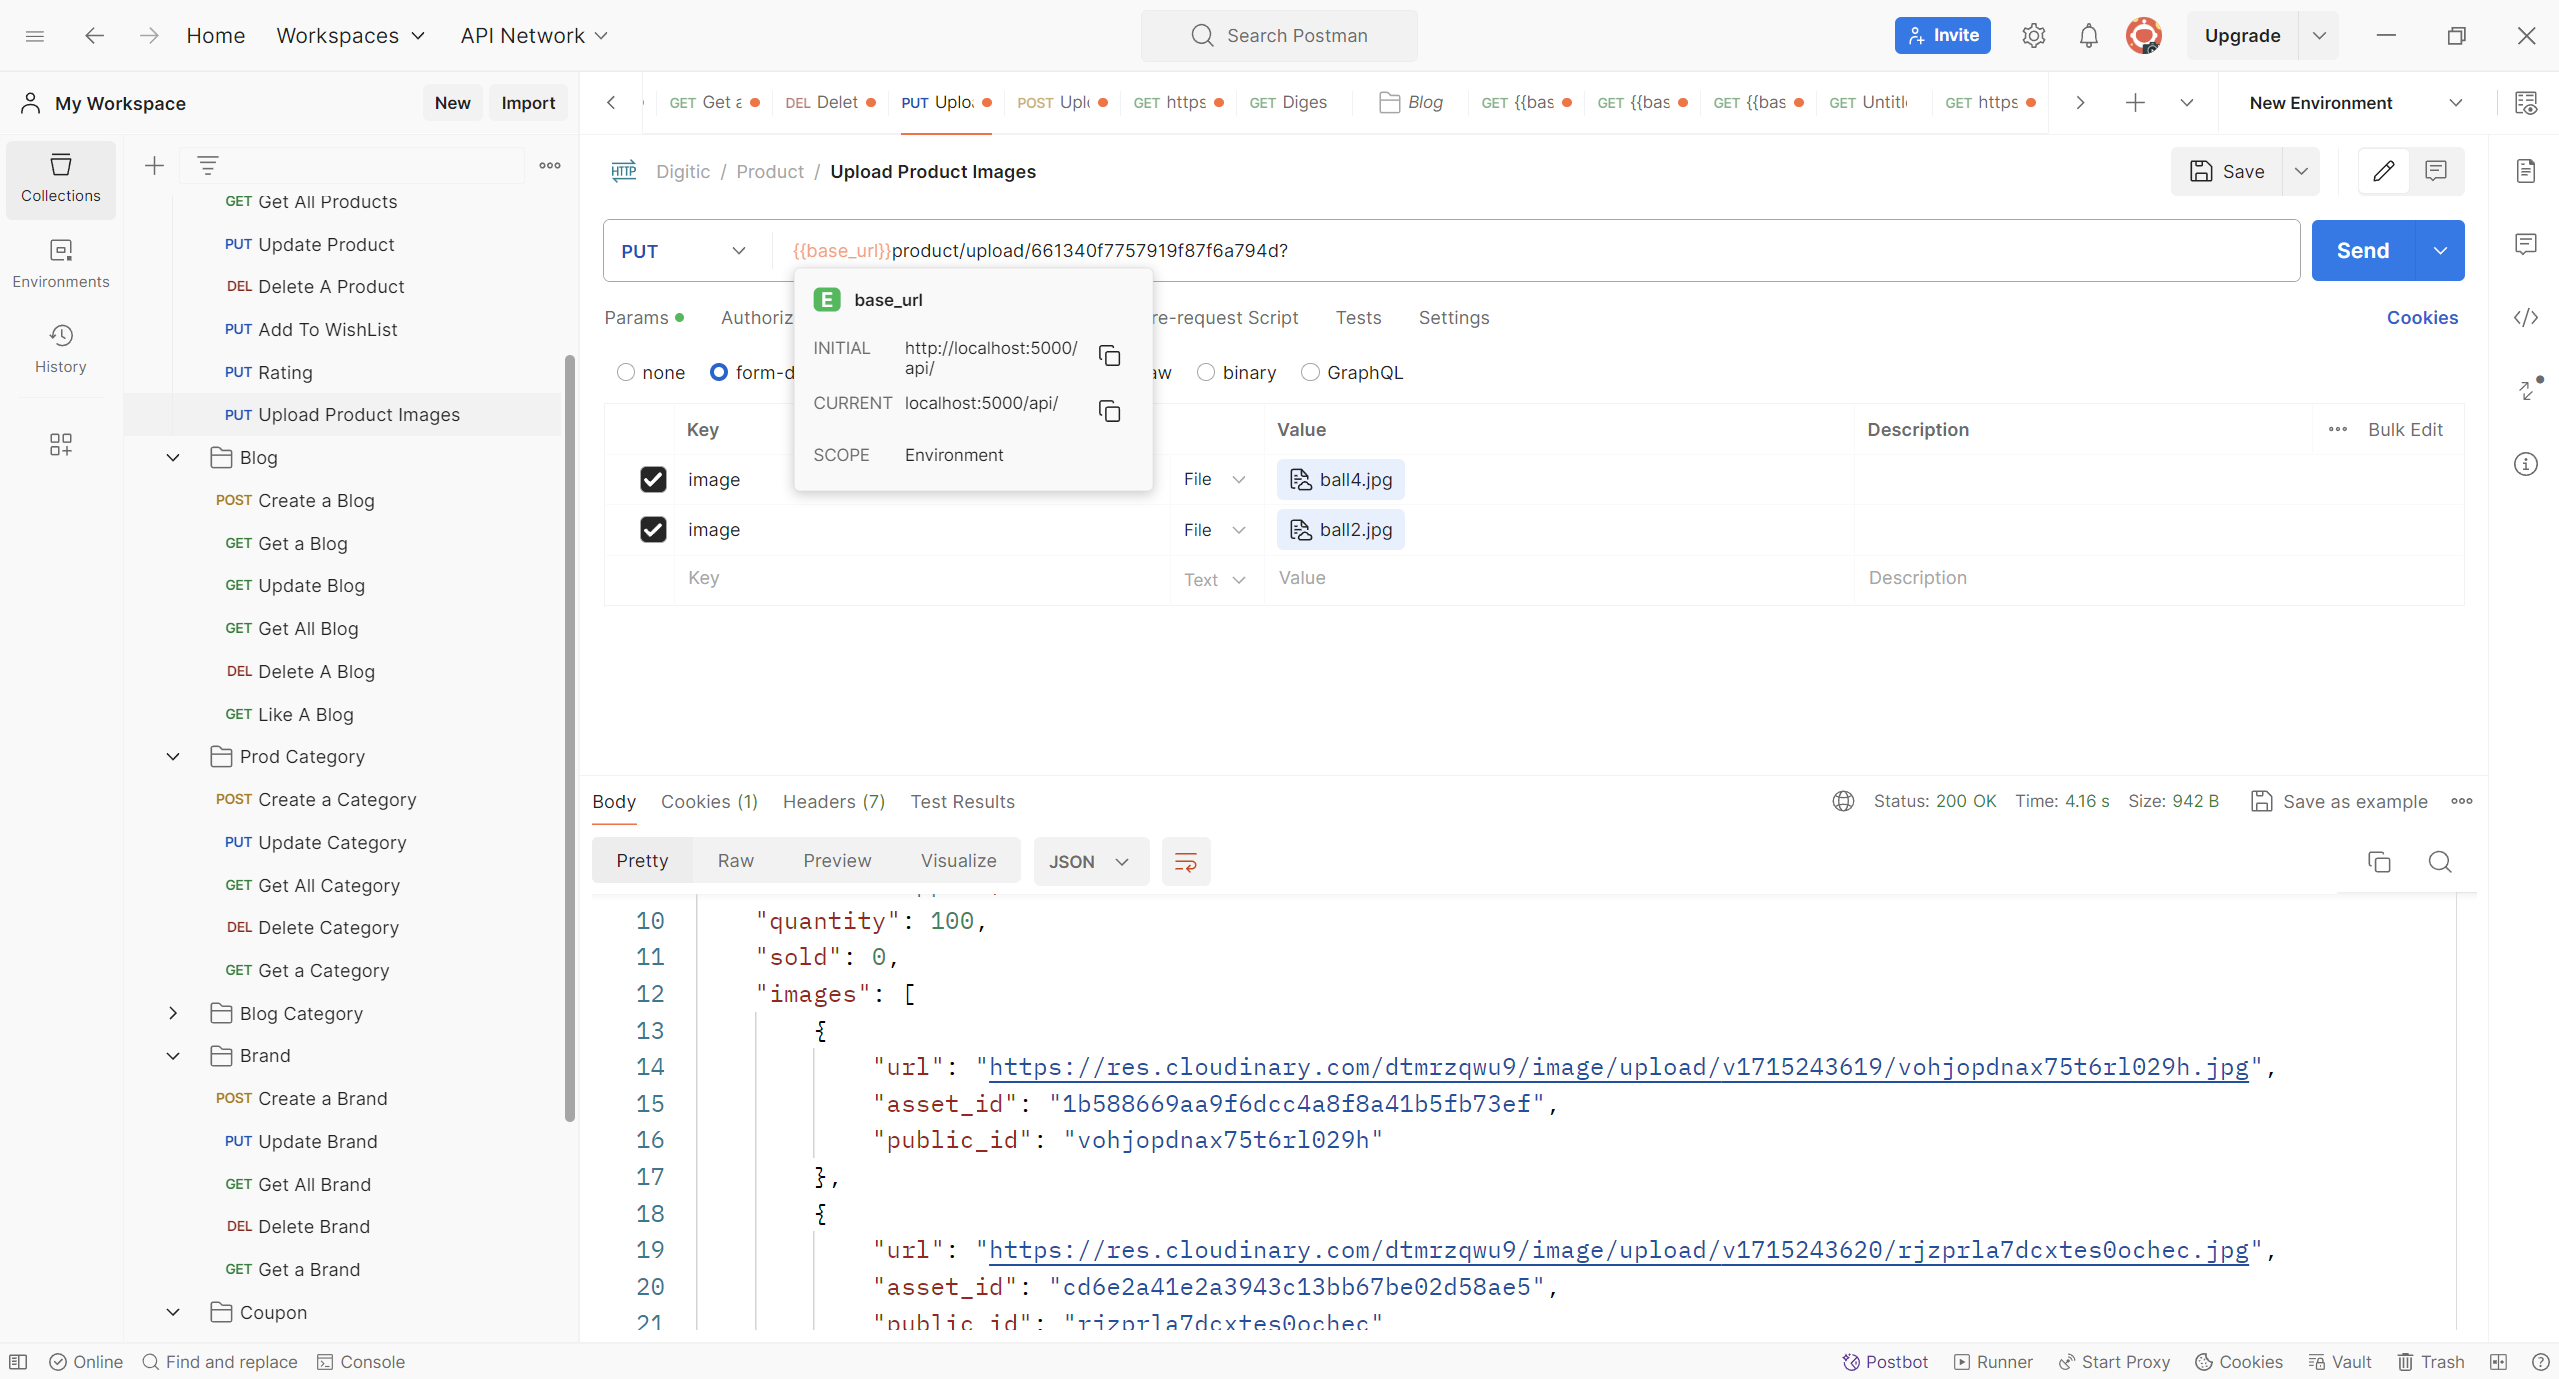 Home
Workspaces
API Network
Search Postman
Invite
Upgrade
My Workspace
New
Import
GET Get a
DEL Delet
PUT Uploa
POST Uplo
GET https
GET Diges
Blog
GET {{bas
GET {{bas
GET {{bas
GET Untitl
GET https
New Environment
Collections
Environments
History
GET Get All Products
PUT Update Product
DEL Delete A Product
PUT Add To WishList
PUT Rating
PUT Upload Product Images
Blog
POST Create a Blog
GET Get a Blog
GET Update Blog
GET Get All Blog
DEL Delete A Blog
GET Like A Blog
Prod Category
POST Create a Category
PUT Update Category
GET Get All Category
DEL Delete Category
GET Get a Category
Blog Category
Brand
POST Create a Brand
PUT Update Brand
GET Get All Brand
DEL Delete Brand
GET Get a Brand
Coupon
HTTP Digitic / Product / Upload Product Images
Save
PUT
{{base_url}}product/upload/661340f7757919f87f6a794d?
Send
E base_url
INITIAL http://localhost:5000/
api/
CURRENT localhost:5000/api/
SCOPE Environment
Params
Authoriz
re-request Script
Tests
Settings
Cookies
none
form-d
aw
binary
GraphQL
Key
Value
Description
Bulk Edit
image File ball4.jpg
image File ball2.jpg
Key Text Value Description
Body
Cookies (1)
Headers (7)
Test Results
Status: 200 OK
Time: 4.16 s
Size: 942 B
Save as example
Pretty
Raw
Preview
Visualize
JSON
10 "quantity": 100,
11 "sold": 0,
12 "images": [
13 {
14 "url": "https://res.cloudinary.com/dtmrzqwu9/image/upload/v1715243619/vohjopdnax75t6rl029h.jpg",
15 "asset_id": "1b588669aa9f6dcc4a8f8a41b5fb73ef",
16 "public_id": "vohjopdnax75t6rl029h"
17 },
18 {
19 "url": "https://res.cloudinary.com/dtmrzqwu9/image/upload/v1715243620/rjzprla7dcxtes0ochec.jpg",
20 "asset_id": "cd6e2a41e2a3943c13bb67be02d58ae5",
21 "public_id": "rjzprla7dcxtes0ochec"
Online
Find and replace
Console
Postbot
Runner
Start Proxy
Cookies
Vault
Trash